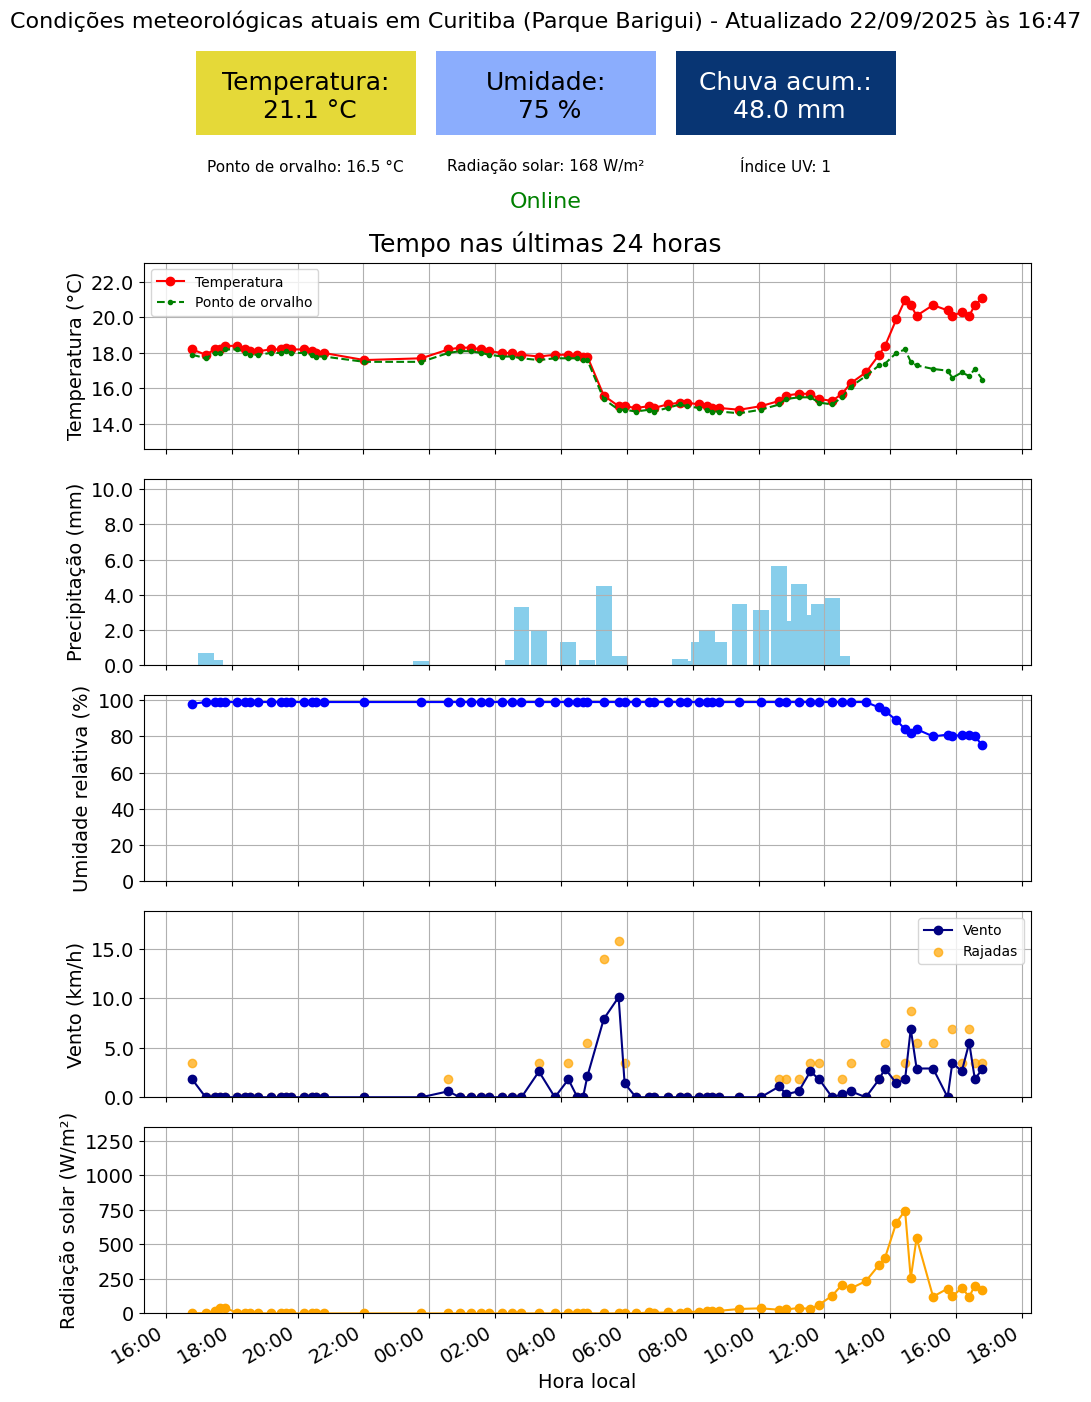 Condições meteorológicas atuais em Curitiba (Parque Barigui) - Atualizado 22/09/2025 às 16:47
Temperatura:
21.1 °C
Umidade:
75 %
Chuva acum.:
48.0 mm
Ponto de orvalho: 16.5 °C
Radiação solar: 168 W/m²
Índice UV: 1
Online
Tempo nas últimas 24 horas
Temperatura (°C)
22.0
20.0
18.0
16.0
14.0
Temperatura
Ponto de orvalho
Precipitação (mm)
10.0
8.0
6.0
4.0
2.0
0.0
Umidade relativa (%)
100
80
60
40
20
0
Vento (km/h)
15.0
10.0
5.0
0.0
Vento
Rajadas
Radiação solar (W/m²)
1250
1000
750
500
250
0
16:00
18:00
20:00
22:00
00:00
02:00
04:00
06:00
08:00
10:00
12:00
14:00
16:00
18:00
Hora local